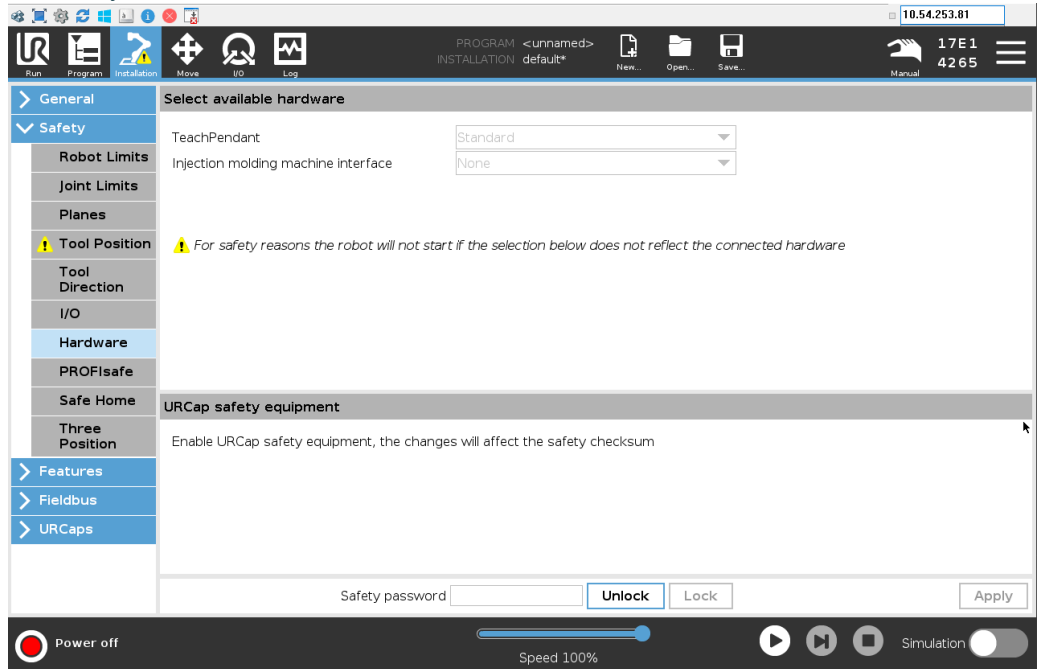 10.54.253.81
UR
Run
Program
Installation
Move
I/O
Log
PROGRAM <unnamed>
INSTALLATION default*
New...
Open...
Save...
Manual
17E1
4265
General
Safety
Robot Limits
Joint Limits
Planes
Tool Position
Tool
Direction
I/O
Hardware
PROFIsafe
Safe Home
Three
Position
Features
Fieldbus
URCaps
Select available hardware
TeachPendant Standard
Injection molding machine interface None
For safety reasons the robot will not start if the selection below does not reflect the connected hardware
URCap safety equipment
Enable URCap safety equipment, the changes will affect the safety checksum
Safety password Unlock Lock Apply
Power off
Speed 100%
Simulation